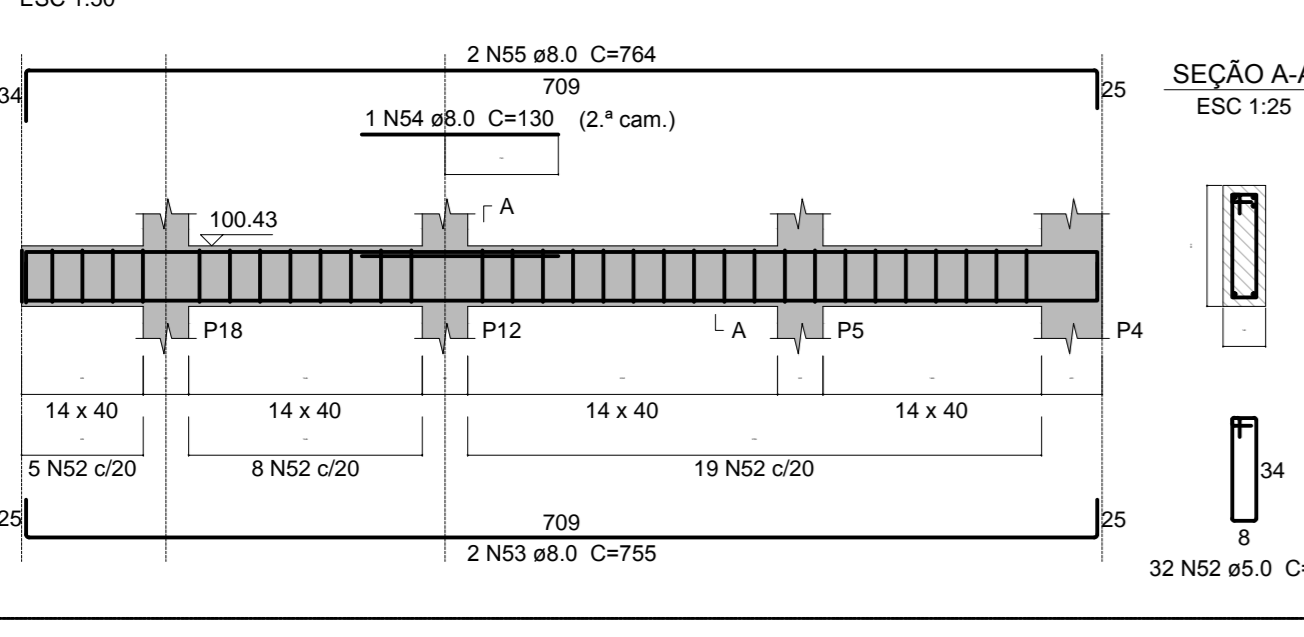 ESC 1:50
2 N55 ø8.0 C=764
34
709
25
1 N54 ø8.0 C=130 (2.ª cam.)
SEÇÃO A-A
ESC 1:25
A
100.43
P18
P12
A
P5
P4
14 x 40
14 x 40
14 x 40
14 x 40
5 N52 c/20
8 N52 c/20
19 N52 c/20
34
8
25
709
25
2 N53 ø8.0 C=755
32 N52 ø5.0 C=